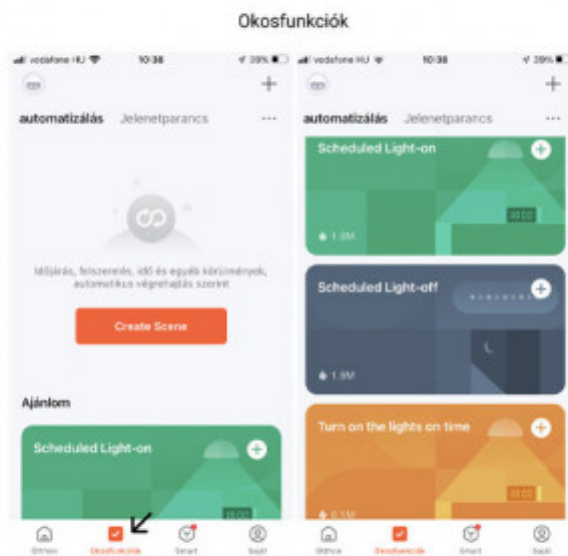 Okosfunkciók
vodafone HU 10:38 39%
automatizálás Jelenetparancs
Időjárás, felszerelés, idő és egyéb körülmények,
automatikus végrehajtás szerint
Create Scene
Ajánlom
Scheduled Light-on
Otthon Okosfunkciók Smart Saját
vodafone HU 10:38 39%
automatizálás Jelenetparancs
Scheduled Light-on
1.9M
Scheduled Light-off
1.9M
Turn on the lights on time
0.1M
Okosfunkciók Smart Saját